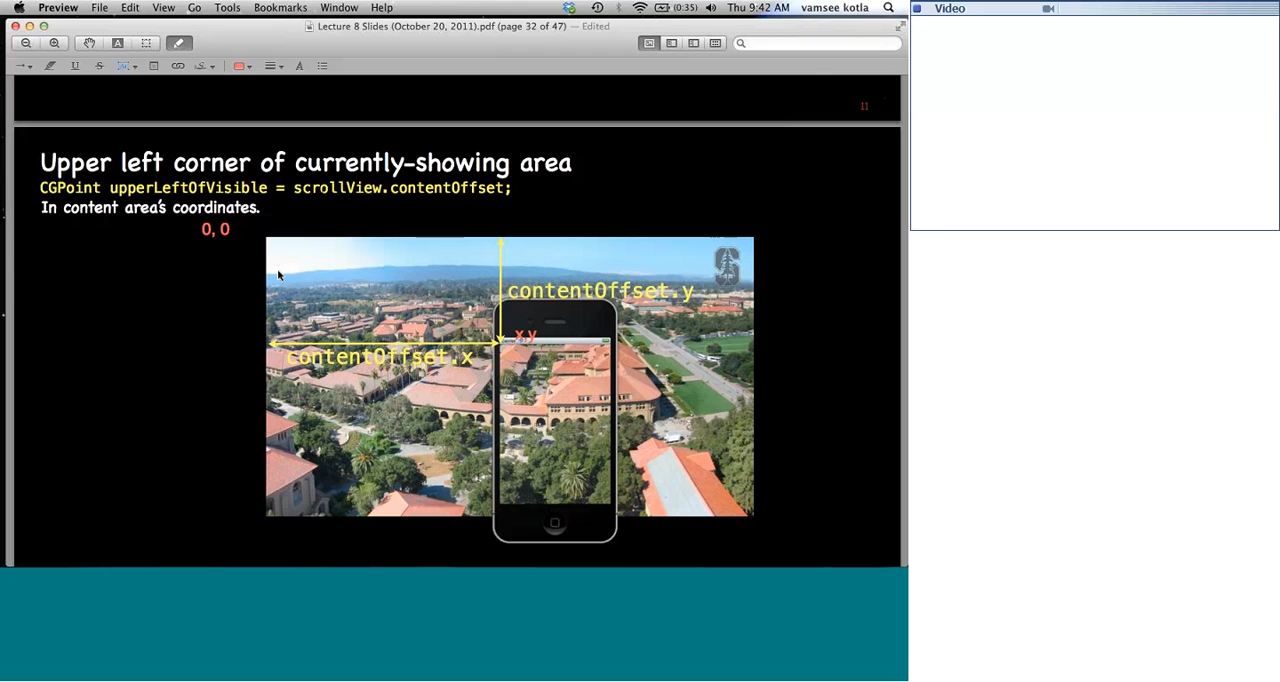 Preview File Edit View Go Tools Bookmarks Window Help (0:35) Thu 9:42 AM vamsee kotla
Video
Lecture 8 Slides (October 20, 2011).pdf (page 32 of 47) — Edited
11
Upper left corner of currently-showing area
CGPoint upperLeftOfVisible = scrollView.contentOffset;
In content area's coordinates.
0, 0
contentOffset.y
x y
contentOffset.x